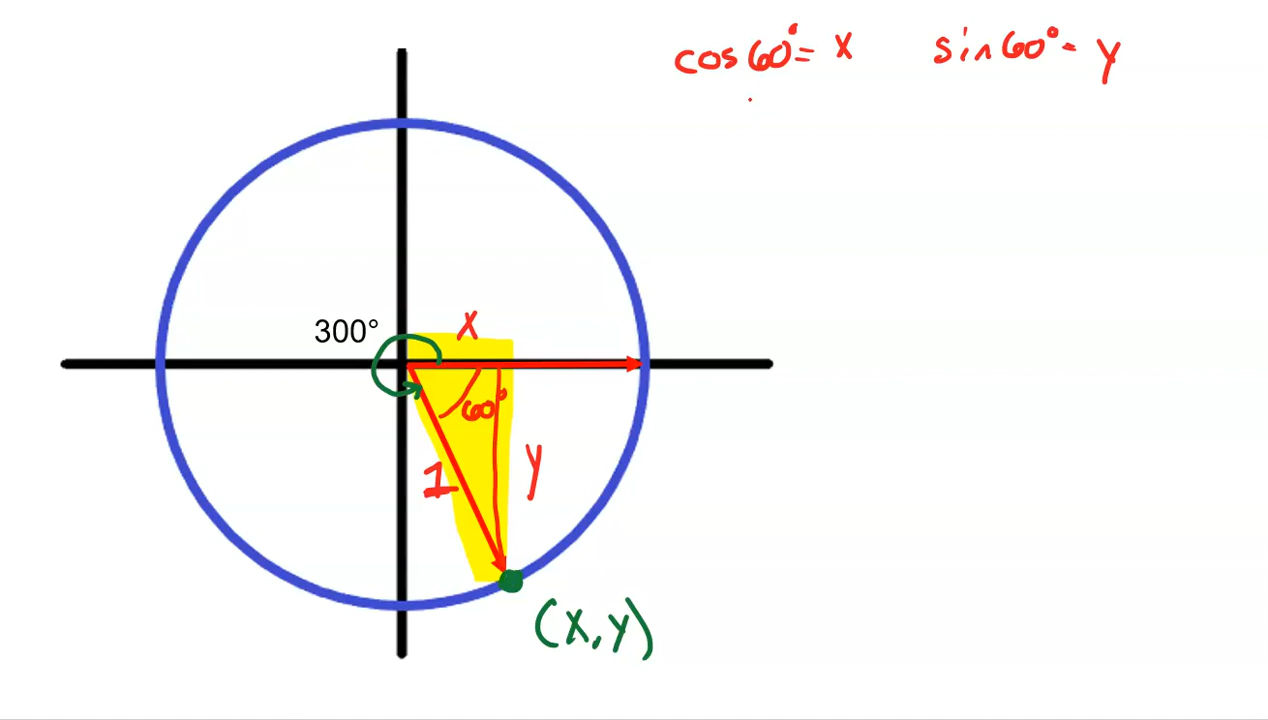 cos 60° = x sin 60° = y
300°
x
60°
1
y
(x, y)